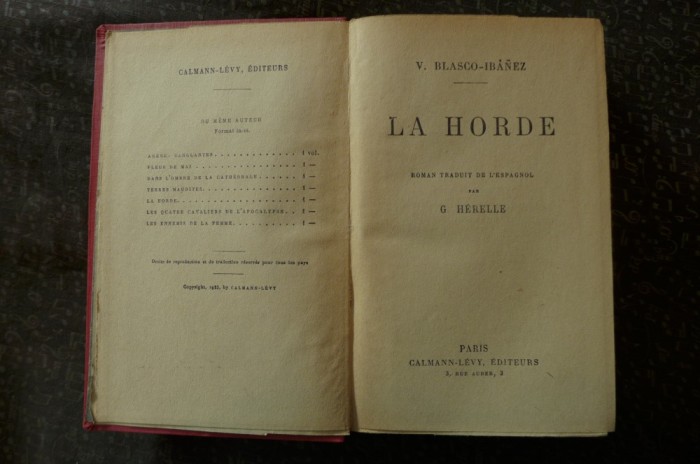 CALMANN-LÉVY, ÉDITEURS
DU MÊME AUTEUR
Format in-18.
ARÈNES SANGLANTES. 1 vol.
FLEUR DE MAI. 1 —
DANS L'OMBRE DE LA CATHÉDRALE. 1 —
TERRES MAUDITES. 1 —
LA HORDE. 1 —
LES QUATRE CAVALIERS DE L'APOCALYPSE. 1 —
LES ENNEMIS DE LA FEMME. 1 —
Droits de reproduction et de traduction réservés pour tous les pays
Copyright, by CALMANN-LÉVY
V. BLASCO-IBÁÑEZ
LA HORDE
ROMAN TRADUIT DE L'ESPAGNOL
PAR
G. HÉRELLE
PARIS
CALMANN-LÉVY, ÉDITEURS
3, RUE AUBER, 3